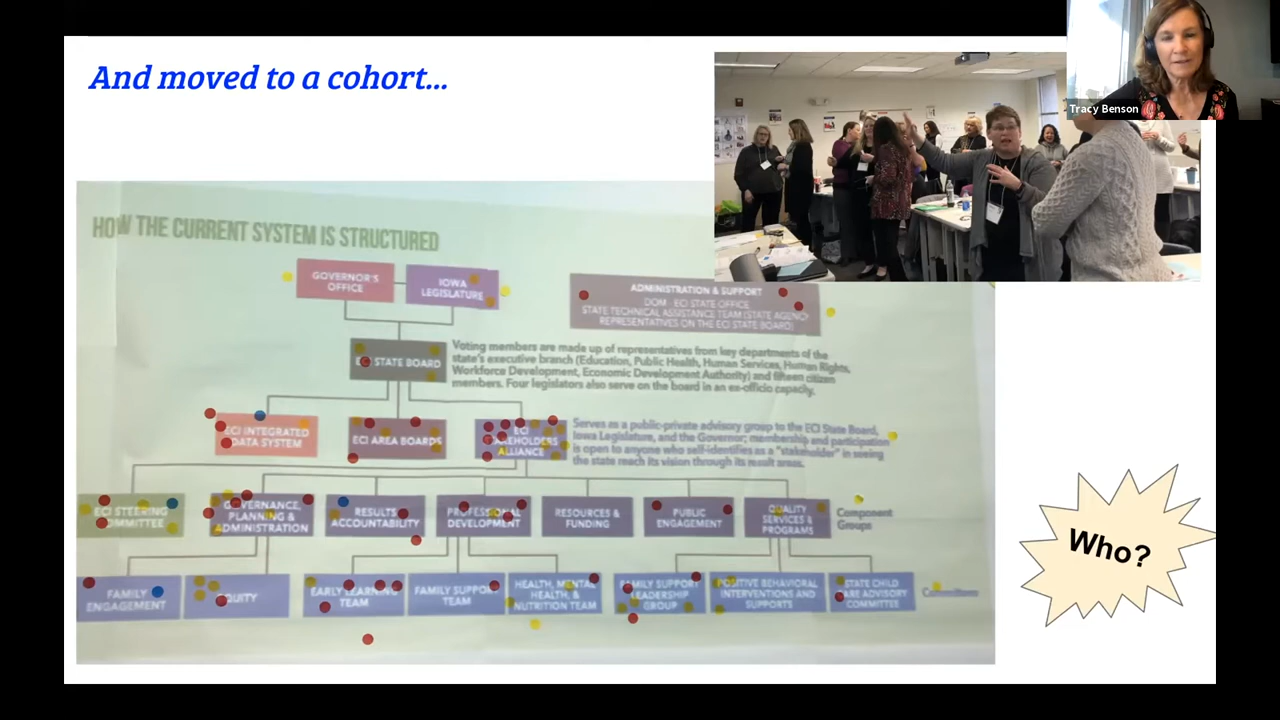 And moved to a cohort...
Tracy Benson
HOW THE CURRENT SYSTEM IS STRUCTURED
GOVERNOR'S
OFFICE
IOWA
LEGISLATURE
ADMINISTRATION & SUPPORT
DOM - ECI STATE OFFICE
STATE TECHNICAL ASSISTANCE TEAM (STATE AGENCY
REPRESENTATIVES ON THE ECI STATE BOARD)
ECI STATE BOARD
Voting members are made up of representatives from key departments of the
state's executive branch (Education, Public Health, Human Services, Human Rights,
Workforce Development, Economic Development Authority) and fifteen citizen
members. Four legislators also serve on the board in an ex-officio capacity.
ECI INTEGRATED
DATA SYSTEM
ECI AREA BOARDS
ECI
STAKEHOLDERS
ALLIANCE
Serves as a public-private advisory group to the ECI State Board,
Iowa Legislature, and the Governor; membership and participation
is open to anyone who self-identifies as a "stakeholder" in seeing
the state reach its vision through its result areas.
ECI STEERING
COMMITTEE
GOVERNANCE,
PLANNING &
ADMINISTRATION
RESULTS
ACCOUNTABILITY
PROFESSIONAL
DEVELOPMENT
RESOURCES &
FUNDING
PUBLIC
ENGAGEMENT
QUALITY
SERVICES &
PROGRAMS
Component
Groups
FAMILY
ENGAGEMENT
EQUITY
EARLY LEARNING
TEAM
FAMILY SUPPORT
TEAM
HEALTH, MENTAL
HEALTH, &
NUTRITION TEAM
FAMILY SUPPORT
LEADERSHIP
GROUP
POSITIVE BEHAVIORAL
INTERVENTIONS AND
SUPPORTS
STATE CHILD
CARE ADVISORY
COMMITTEE
Committees
Who?